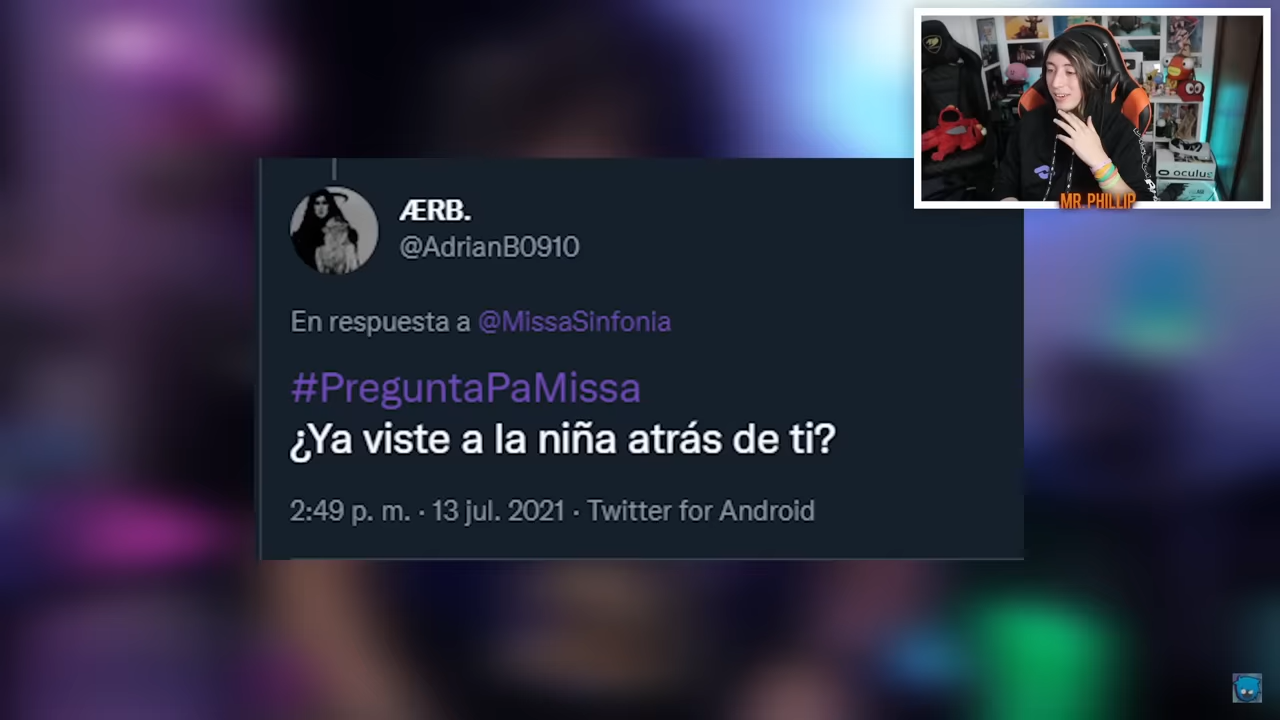 ÆRB.
@AdrianB0910
En respuesta a @MissaSinfonia
#PreguntaPaMissa
¿Ya viste a la niña atrás de ti?
2:49 p. m. · 13 jul. 2021 · Twitter for Android
oculus
MR. PHILLIP